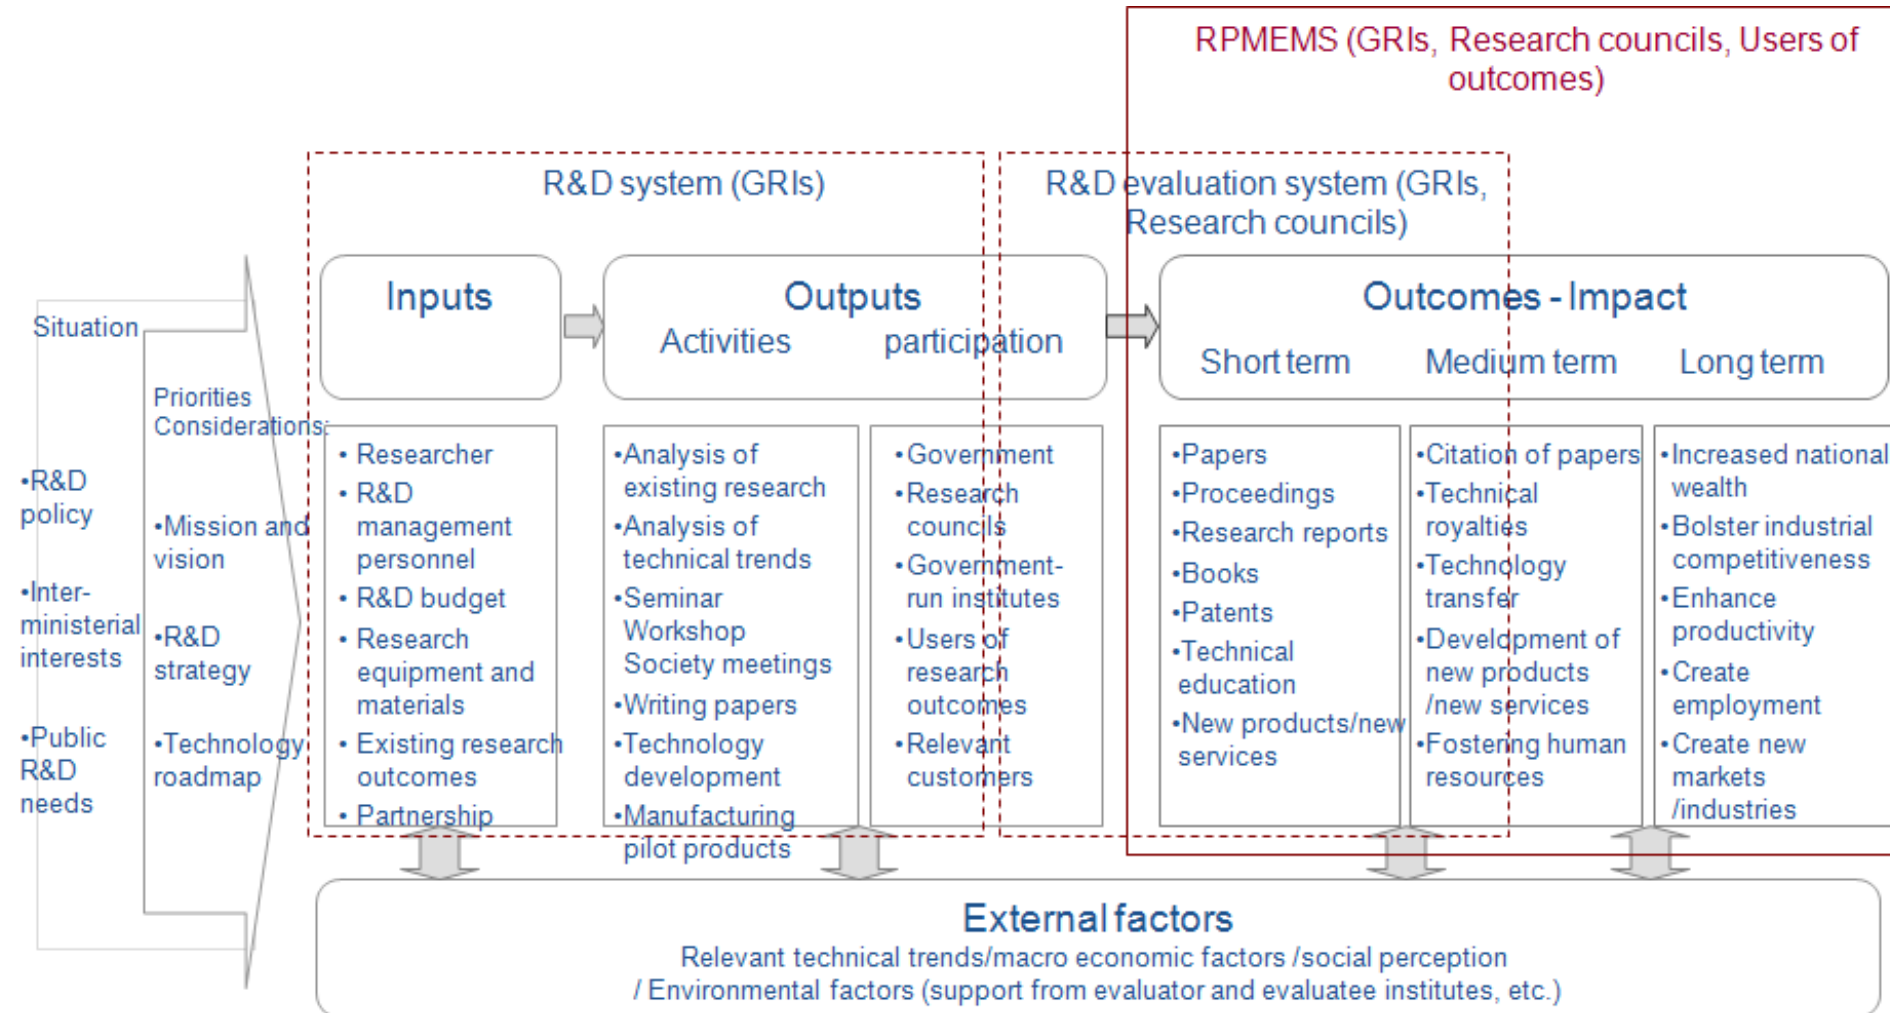 RPMEMS (GRIs, Research councils, Users of
outcomes)
R&D system (GRIs)
R&D evaluation system (GRIs,
Research councils)
Situation
•R&D
policy
•Inter-
ministerial
interests
•Public
R&D
needs
Priorities
Considerations:
•Mission and
vision
•R&D
strategy
•Technology
roadmap
Inputs
• Researcher
• R&D
management
personnel
• R&D budget
• Research
equipment and
materials
• Existing research
outcomes
• Partnership
Outputs
Activities
participation
•Analysis of
existing research
•Analysis of
technical trends
•Seminar
Workshop
Society meetings
•Writing papers
•Technology
development
•Manufacturing
pilot products
•Government
•Research
councils
•Government-
run institutes
•Users of
research
outcomes
•Relevant
customers
Outcomes - Impact
Short term
Medium term
Long term
•Papers
•Proceedings
•Research reports
•Books
•Patents
•Technical
education
•New products/new
services
•Citation of papers
•Technical
royalties
•Technology
transfer
•Development of
new products
/new services
•Fostering human
resources
•Increased national
wealth
•Bolster industrial
competitiveness
•Enhance
productivity
•Create
employment
•Create new
markets
/industries
External factors
Relevant technical trends/macro economic factors /social perception
/ Environmental factors (support from evaluator and evaluatee institutes, etc.)